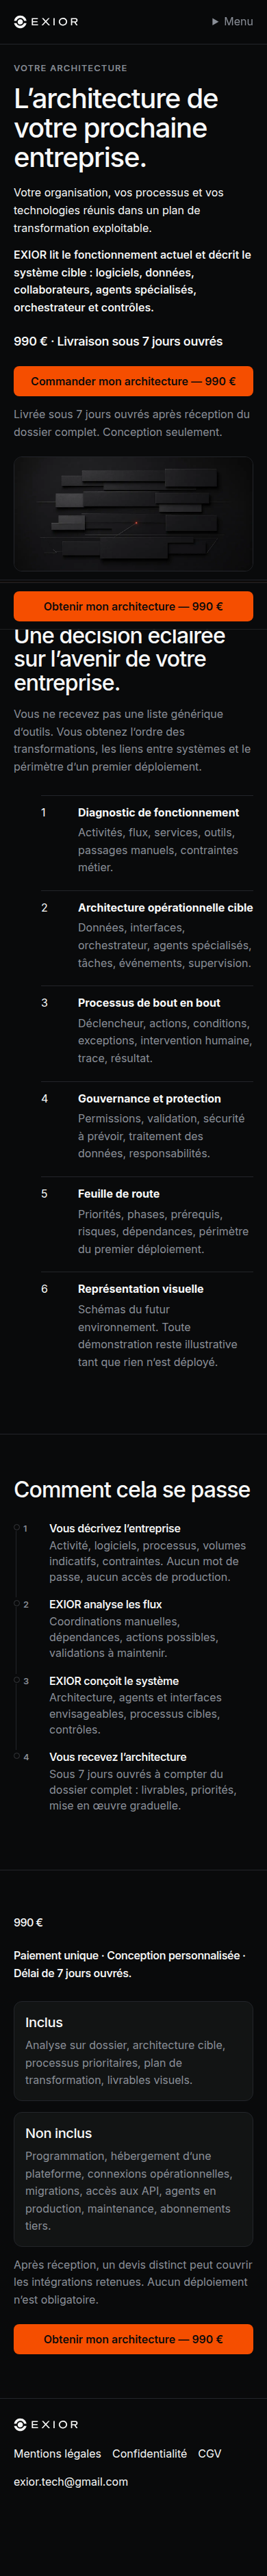 EXIOR
▶ Menu
VOTRE ARCHITECTURE
L’architecture de
votre prochaine
entreprise.
Votre organisation, vos processus et vos
technologies réunis dans un plan de
transformation exploitable.
EXIOR lit le fonctionnement actuel et décrit le
système cible : logiciels, données,
collaborateurs, agents spécialisés,
orchestrateur et contrôles.
990 € · Livraison sous 7 jours ouvrés
Commander mon architecture — 990 €
Livrée sous 7 jours ouvrés après réception du
dossier complet. Conception seulement.
Obtenir mon architecture — 990 €
Une décision éclairée
sur l’avenir de votre
entreprise.
Vous ne recevez pas une liste générique
d’outils. Vous obtenez l’ordre des
transformations, les liens entre systèmes et le
périmètre d’un premier déploiement.
1 Diagnostic de fonctionnement
Activités, flux, services, outils,
passages manuels, contraintes
métier.
2 Architecture opérationnelle cible
Données, interfaces,
orchestrateur, agents spécialisés,
tâches, événements, supervision.
3 Processus de bout en bout
Déclencheur, actions, conditions,
exceptions, intervention humaine,
trace, résultat.
4 Gouvernance et protection
Permissions, validation, sécurité
à prévoir, traitement des
données, responsabilités.
5 Feuille de route
Priorités, phases, prérequis,
risques, dépendances, périmètre
du premier déploiement.
6 Représentation visuelle
Schémas du futur
environnement. Toute
démonstration reste illustrative
tant que rien n’est déployé.
Comment cela se passe
1 Vous décrivez l’entreprise
Activité, logiciels, processus, volumes
indicatifs, contraintes. Aucun mot de
passe, aucun accès de production.
2 EXIOR analyse les flux
Coordinations manuelles,
dépendances, actions possibles,
validations à maintenir.
3 EXIOR conçoit le système
Architecture, agents et interfaces
envisageables, processus cibles,
contrôles.
4 Vous recevez l’architecture
Sous 7 jours ouvrés à compter du
dossier complet : livrables, priorités,
mise en œuvre graduelle.
990 €
Paiement unique · Conception personnalisée ·
Délai de 7 jours ouvrés.
Inclus
Analyse sur dossier, architecture cible,
processus prioritaires, plan de
transformation, livrables visuels.
Non inclus
Programmation, hébergement d’une
plateforme, connexions opérationnelles,
migrations, accès aux API, agents en
production, maintenance, abonnements
tiers.
Après réception, un devis distinct peut couvrir
les intégrations retenues. Aucun déploiement
n’est obligatoire.
Obtenir mon architecture — 990 €
EXIOR
Mentions légales Confidentialité CGV
exior.tech@gmail.com